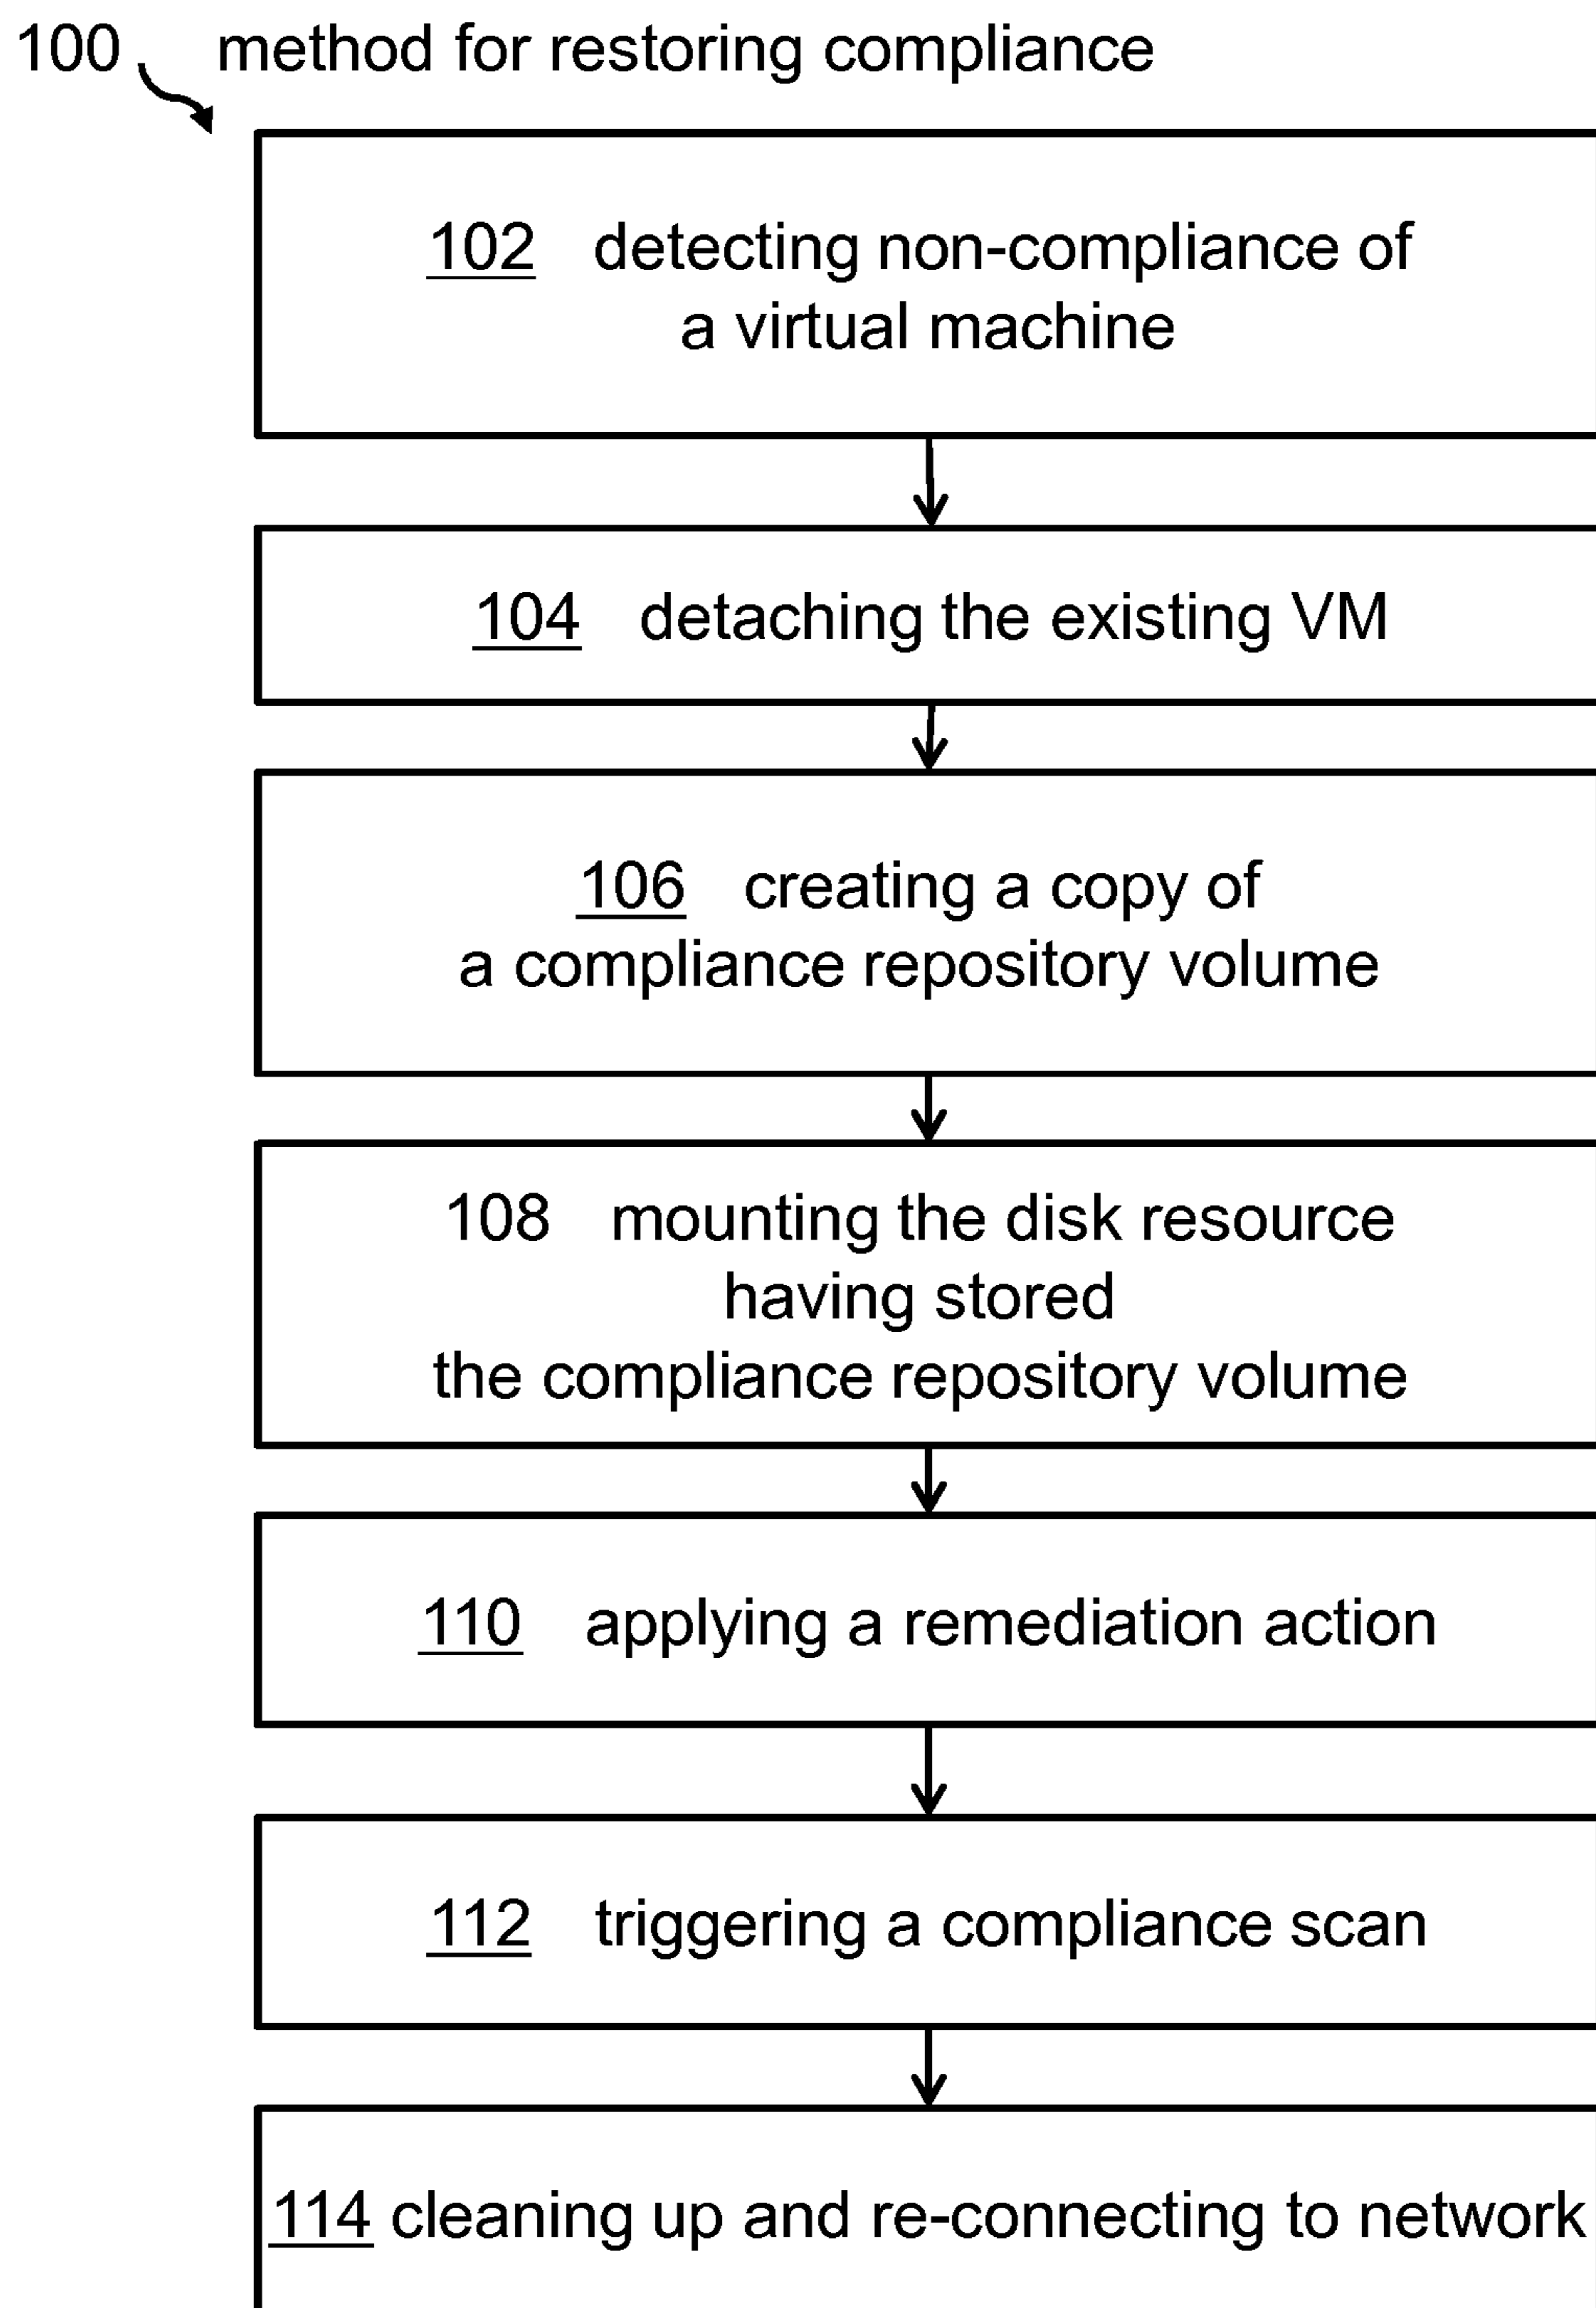 100 method for restoring compliance
102 detecting non-compliance of
a virtual machine
104 detaching the existing VM
106 creating a copy of
a compliance repository volume
108 mounting the disk resource
having stored
the compliance repository volume
110 applying a remediation action
112 triggering a compliance scan
114 cleaning up and re-connecting to network